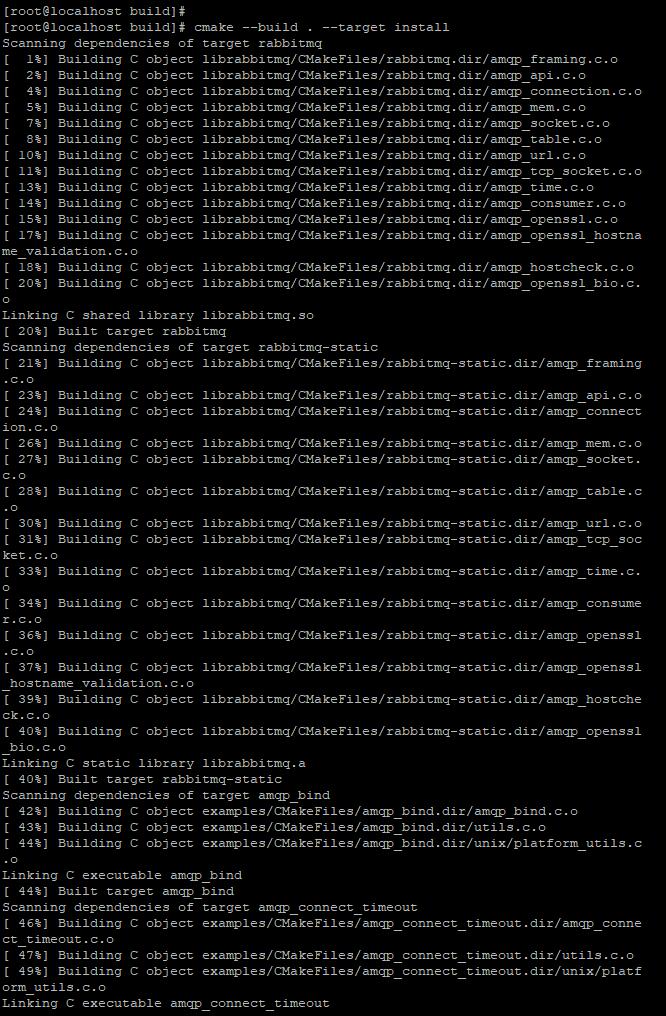 [root@localhost build]#
[root@localhost build]# cmake --build . --target install
Scanning dependencies of target rabbitmq
[  1%] Building C object librabbitmq/CMakeFiles/rabbitmq.dir/amqp_framing.c.o
[  2%] Building C object librabbitmq/CMakeFiles/rabbitmq.dir/amqp_api.c.o
[  4%] Building C object librabbitmq/CMakeFiles/rabbitmq.dir/amqp_connection.c.o
[  5%] Building C object librabbitmq/CMakeFiles/rabbitmq.dir/amqp_mem.c.o
[  7%] Building C object librabbitmq/CMakeFiles/rabbitmq.dir/amqp_socket.c.o
[  8%] Building C object librabbitmq/CMakeFiles/rabbitmq.dir/amqp_table.c.o
[ 10%] Building C object librabbitmq/CMakeFiles/rabbitmq.dir/amqp_url.c.o
[ 11%] Building C object librabbitmq/CMakeFiles/rabbitmq.dir/amqp_tcp_socket.c.o
[ 13%] Building C object librabbitmq/CMakeFiles/rabbitmq.dir/amqp_time.c.o
[ 14%] Building C object librabbitmq/CMakeFiles/rabbitmq.dir/amqp_consumer.c.o
[ 15%] Building C object librabbitmq/CMakeFiles/rabbitmq.dir/amqp_openssl.c.o
[ 17%] Building C object librabbitmq/CMakeFiles/rabbitmq.dir/amqp_openssl_hostna
me_validation.c.o
[ 18%] Building C object librabbitmq/CMakeFiles/rabbitmq.dir/amqp_hostcheck.c.o
[ 20%] Building C object librabbitmq/CMakeFiles/rabbitmq.dir/amqp_openssl_bio.c.
o
Linking C shared library librabbitmq.so
[ 20%] Built target rabbitmq
Scanning dependencies of target rabbitmq-static
[ 21%] Building C object librabbitmq/CMakeFiles/rabbitmq-static.dir/amqp_framing
.c.o
[ 23%] Building C object librabbitmq/CMakeFiles/rabbitmq-static.dir/amqp_api.c.o
[ 24%] Building C object librabbitmq/CMakeFiles/rabbitmq-static.dir/amqp_connect
ion.c.o
[ 26%] Building C object librabbitmq/CMakeFiles/rabbitmq-static.dir/amqp_mem.c.o
[ 27%] Building C object librabbitmq/CMakeFiles/rabbitmq-static.dir/amqp_socket.
c.o
[ 28%] Building C object librabbitmq/CMakeFiles/rabbitmq-static.dir/amqp_table.c
.o
[ 30%] Building C object librabbitmq/CMakeFiles/rabbitmq-static.dir/amqp_url.c.o
[ 31%] Building C object librabbitmq/CMakeFiles/rabbitmq-static.dir/amqp_tcp_soc
ket.c.o
[ 33%] Building C object librabbitmq/CMakeFiles/rabbitmq-static.dir/amqp_time.c.
o
[ 34%] Building C object librabbitmq/CMakeFiles/rabbitmq-static.dir/amqp_consume
r.c.o
[ 36%] Building C object librabbitmq/CMakeFiles/rabbitmq-static.dir/amqp_openssl
.c.o
[ 37%] Building C object librabbitmq/CMakeFiles/rabbitmq-static.dir/amqp_openssl
_hostname_validation.c.o
[ 39%] Building C object librabbitmq/CMakeFiles/rabbitmq-static.dir/amqp_hostche
ck.c.o
[ 40%] Building C object librabbitmq/CMakeFiles/rabbitmq-static.dir/amqp_openssl
_bio.c.o
Linking C static library librabbitmq.a
[ 40%] Built target rabbitmq-static
Scanning dependencies of target amqp_bind
[ 42%] Building C object examples/CMakeFiles/amqp_bind.dir/amqp_bind.c.o
[ 43%] Building C object examples/CMakeFiles/amqp_bind.dir/utils.c.o
[ 44%] Building C object examples/CMakeFiles/amqp_bind.dir/unix/platform_utils.c
.o
Linking C executable amqp_bind
[ 44%] Built target amqp_bind
Scanning dependencies of target amqp_connect_timeout
[ 46%] Building C object examples/CMakeFiles/amqp_connect_timeout.dir/amqp_conne
ct_timeout.c.o
[ 47%] Building C object examples/CMakeFiles/amqp_connect_timeout.dir/utils.c.o
[ 49%] Building C object examples/CMakeFiles/amqp_connect_timeout.dir/unix/platf
orm_utils.c.o
Linking C executable amqp_connect_timeout